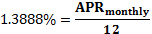 1.3888% = APR_monthly / 12